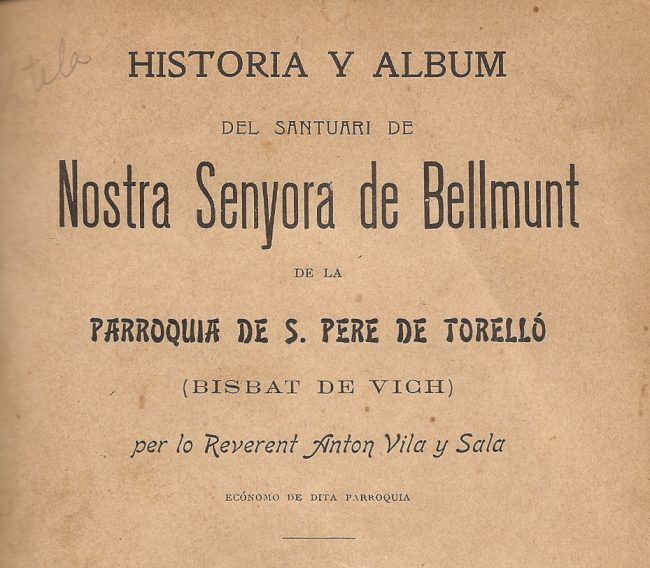 tela
HISTORIA Y ALBUM
DEL SANTUARI DE
Nostra Senyora de Bellmunt
DE LA
PARROQUIA DE S. PERE DE TORELLÓ
(BISBAT DE VICH)
per lo Reverent Anton Vila y Sala
ECÓNOMO DE DITA PARROQUIA